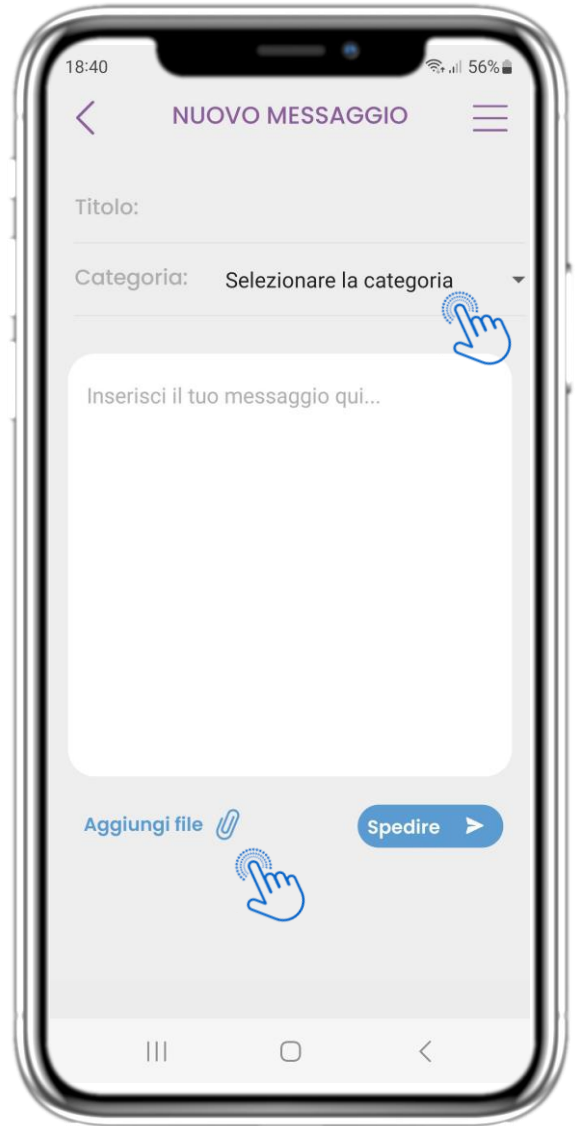 18:40 56%
NUOVO MESSAGGIO
Titolo:
Categoria: Selezionare la categoria
Inserisci il tuo messaggio qui...
Aggiungi file Spedire